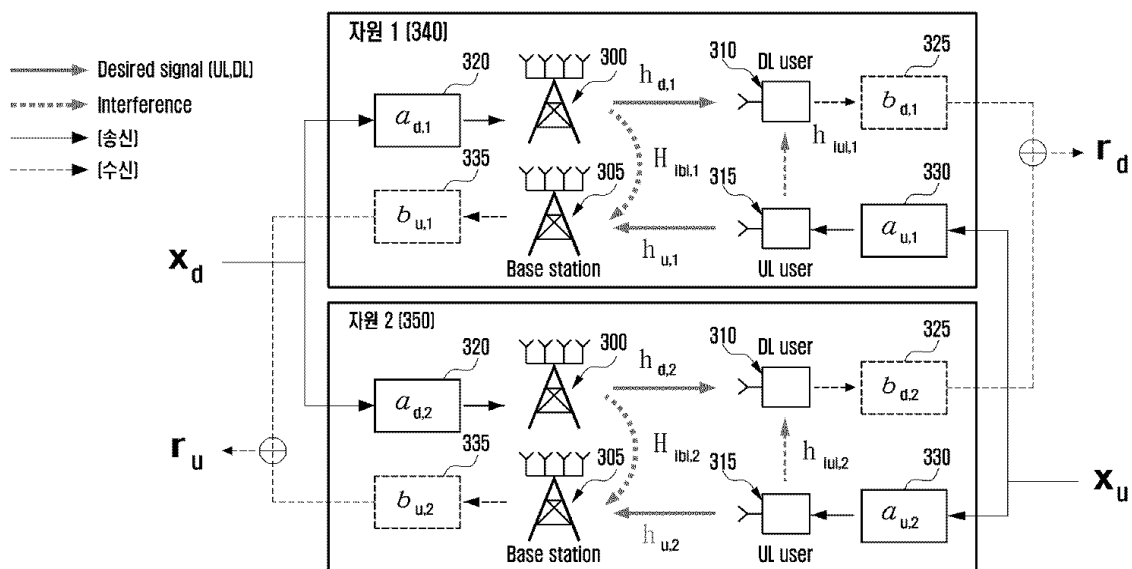 Desired signal (UL,DL)
Interference
(송신)
(수신)
자원 1 (340)
320
a d,1
300
h d,1
310
DL user
325
b d,1
h iui,1
H ibi,1
r d
335
b u,1
305
315
330
a u,1
h u,1
Base station
UL user
x d
자원 2 (350)
320
a d,2
300
h d,2
310
DL user
325
b d,2
h iui,2
H ibi,2
r u
335
b u,2
305
315
330
a u,2
h u,2
Base station
UL user
x u